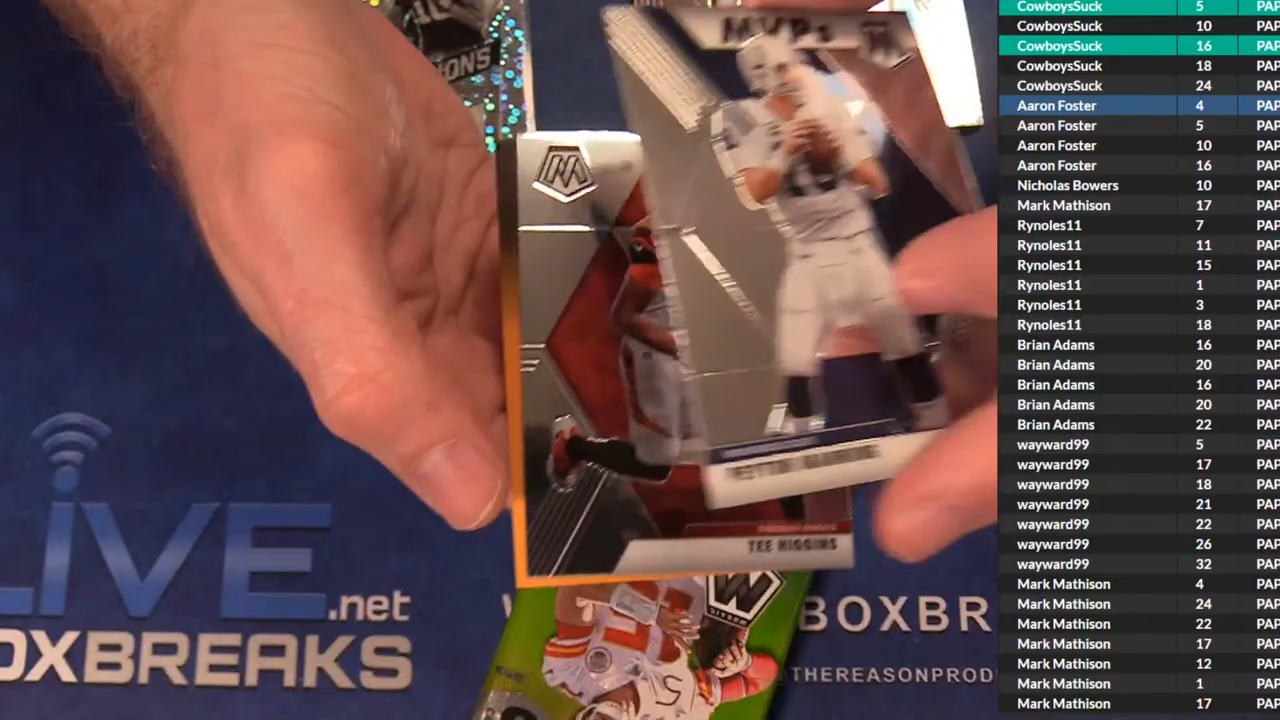 CowboysSuck 5 PAP
CowboysSuck 10 PAP
CowboysSuck 16 PAP
CowboysSuck 18 PAP
CowboysSuck 24 PAP
Aaron Foster 4 PAP
Aaron Foster 5 PAP
Aaron Foster 10 PAP
Aaron Foster 16 PAP
Nicholas Bowers 10 PAP
Mark Mathison 17 PAP
Rynoles11 7 PAP
Rynoles11 11 PAP
Rynoles11 15 PAP
Rynoles11 1 PAP
Rynoles11 3 PAP
Rynoles11 18 PAP
Brian Adams 16 PAP
Brian Adams 20 PAP
Brian Adams 16 PAP
Brian Adams 20 PAP
Brian Adams 22 PAP
wayward99 5 PAP
wayward99 17 PAP
wayward99 18 PAP
wayward99 21 PAP
wayward99 22 PAP
wayward99 26 PAP
wayward99 32 PAP
Mark Mathison 4 PAP
Mark Mathison 24 PAP
Mark Mathison 22 PAP
Mark Mathison 17 PAP
Mark Mathison 12 PAP
Mark Mathison 1 PAP
Mark Mathison 17 PAP
MVPs
TEE HIGGINS
LIVE.net
OXBREAKS
BOXBR
THEREASONPROD